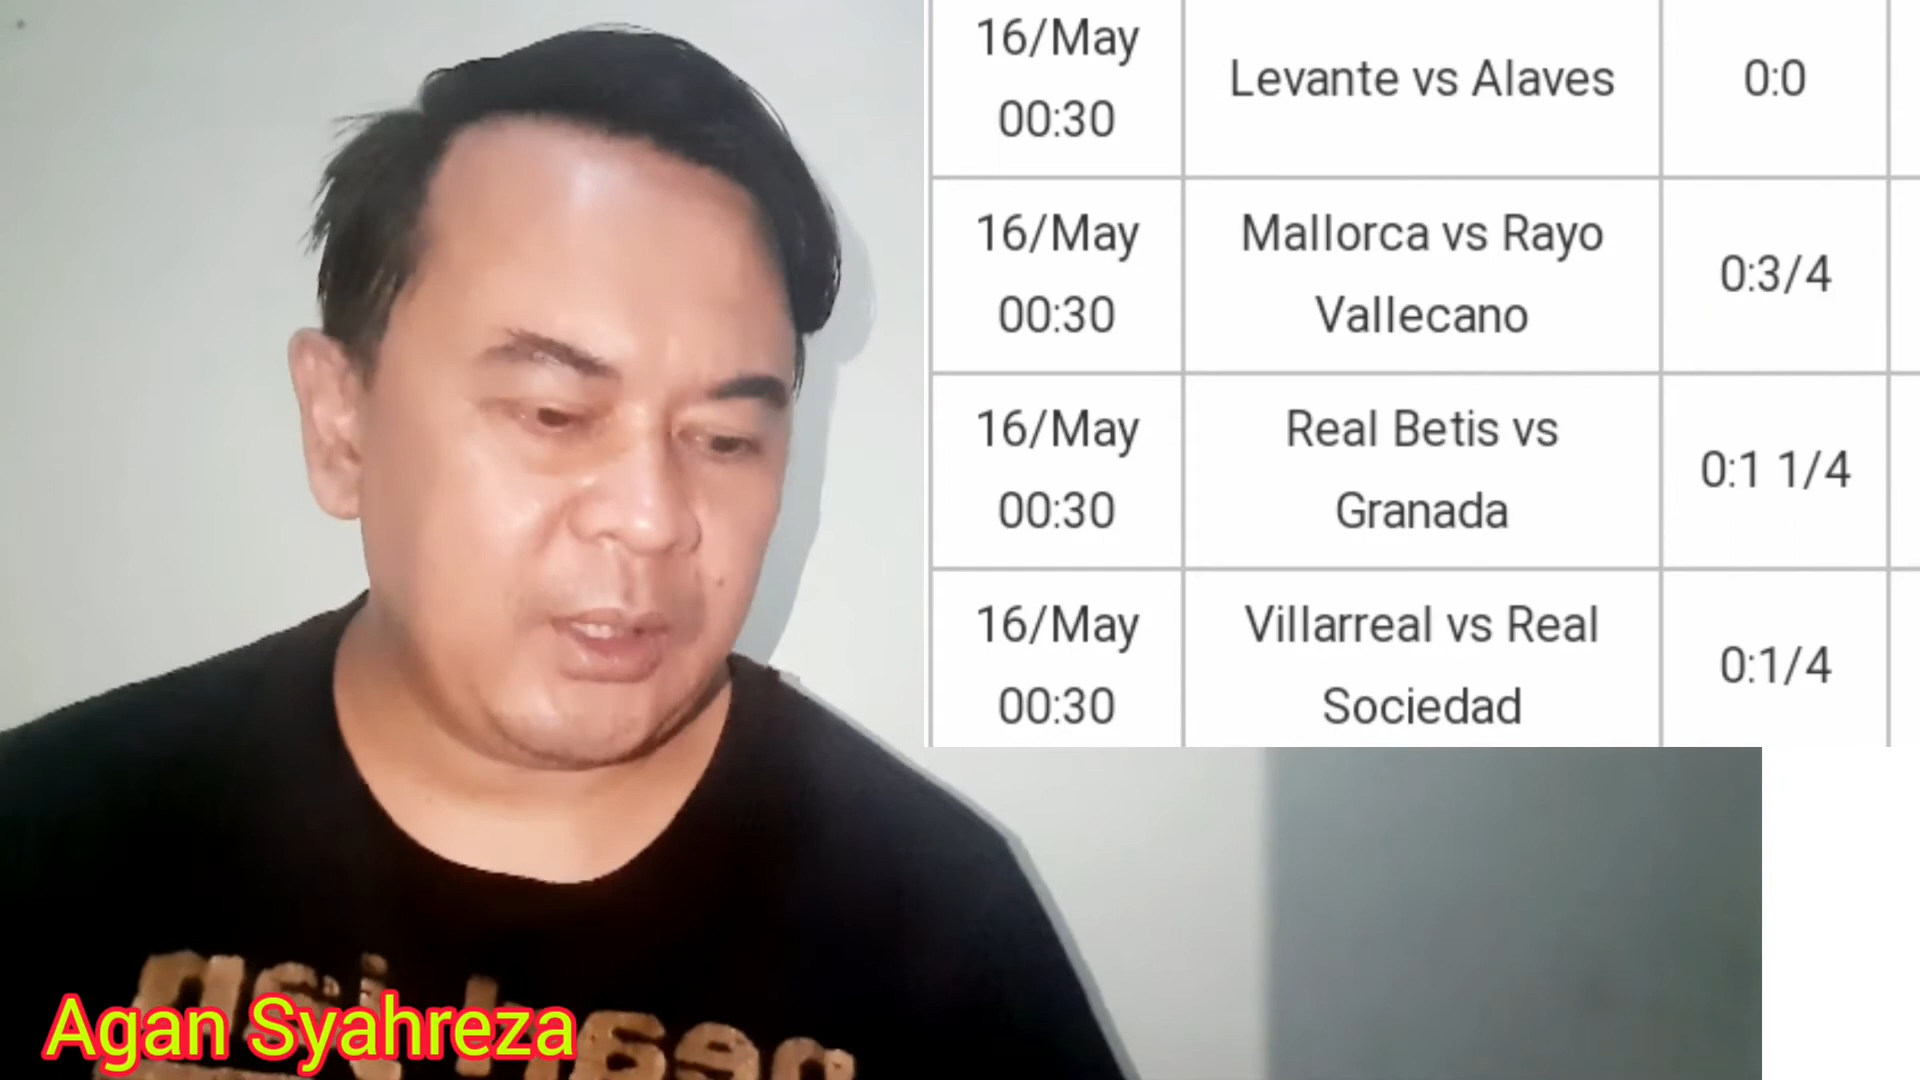 16/May
00:30
Levante vs Alaves
0:0
16/May
00:30
Mallorca vs Rayo
Vallecano
0:3/4
16/May
00:30
Real Betis vs
Granada
0:1 1/4
16/May
00:30
Villarreal vs Real
Sociedad
0:1/4
Agan Syahreza